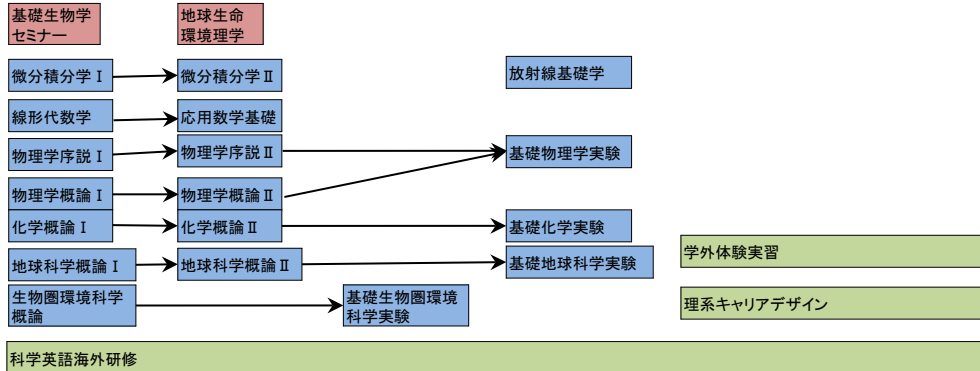 基礎生物学
セミナー
地球生命
環境理学
微分積分学Ⅰ
微分積分学Ⅱ
放射線基礎学
線形代数学
応用数学基礎
物理学序説Ⅰ
物理学序説Ⅱ
基礎物理学実験
物理学概論Ⅰ
物理学概論Ⅱ
化学概論Ⅰ
化学概論Ⅱ
基礎化学実験
地球科学概論Ⅰ
地球科学概論Ⅱ
基礎地球科学実験
学外体験実習
生物圏環境科学
概論
基礎生物圏環境
科学実験
理系キャリアデザイン
科学英語海外研修